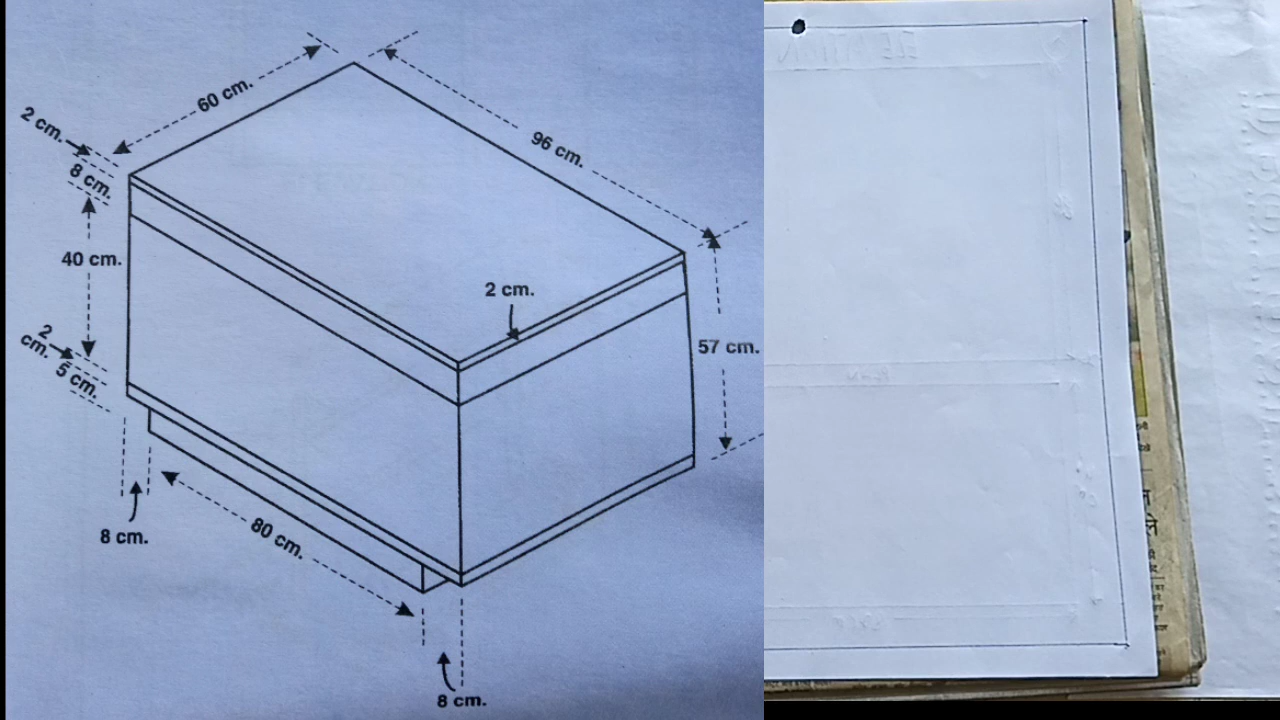 60 cm.
96 cm.
2 cm.
8 cm.
40 cm.
2 cm.
57 cm.
2
cm.
5 cm.
8 cm.
80 cm.
8 cm.